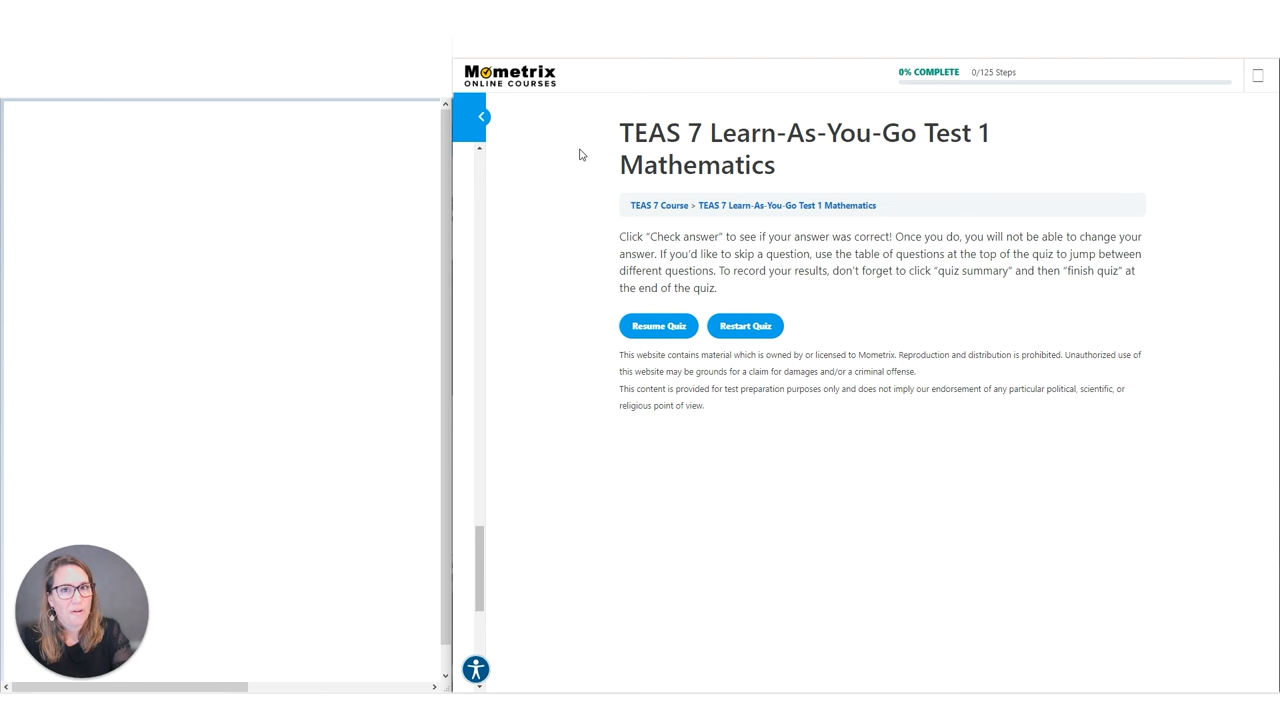 Mometrix
ONLINE COURSES
0% COMPLETE 0/125 Steps
TEAS 7 Learn-As-You-Go Test 1
Mathematics
TEAS 7 Course > TEAS 7 Learn-As-You-Go Test 1 Mathematics
Click “Check answer” to see if your answer was correct! Once you do, you will not be able to change your
answer. If you’d like to skip a question, use the table of questions at the top of the quiz to jump between
different questions. To record your results, don’t forget to click “quiz summary” and then “finish quiz” at
the end of the quiz.
Resume Quiz Restart Quiz
This website contains material which is owned by or licensed to Mometrix. Reproduction and distribution is prohibited. Unauthorized use of
this website may be grounds for a claim for damages and/or a criminal offense.
This content is provided for test preparation purposes only and does not imply our endorsement of any particular political, scientific, or
religious point of view.